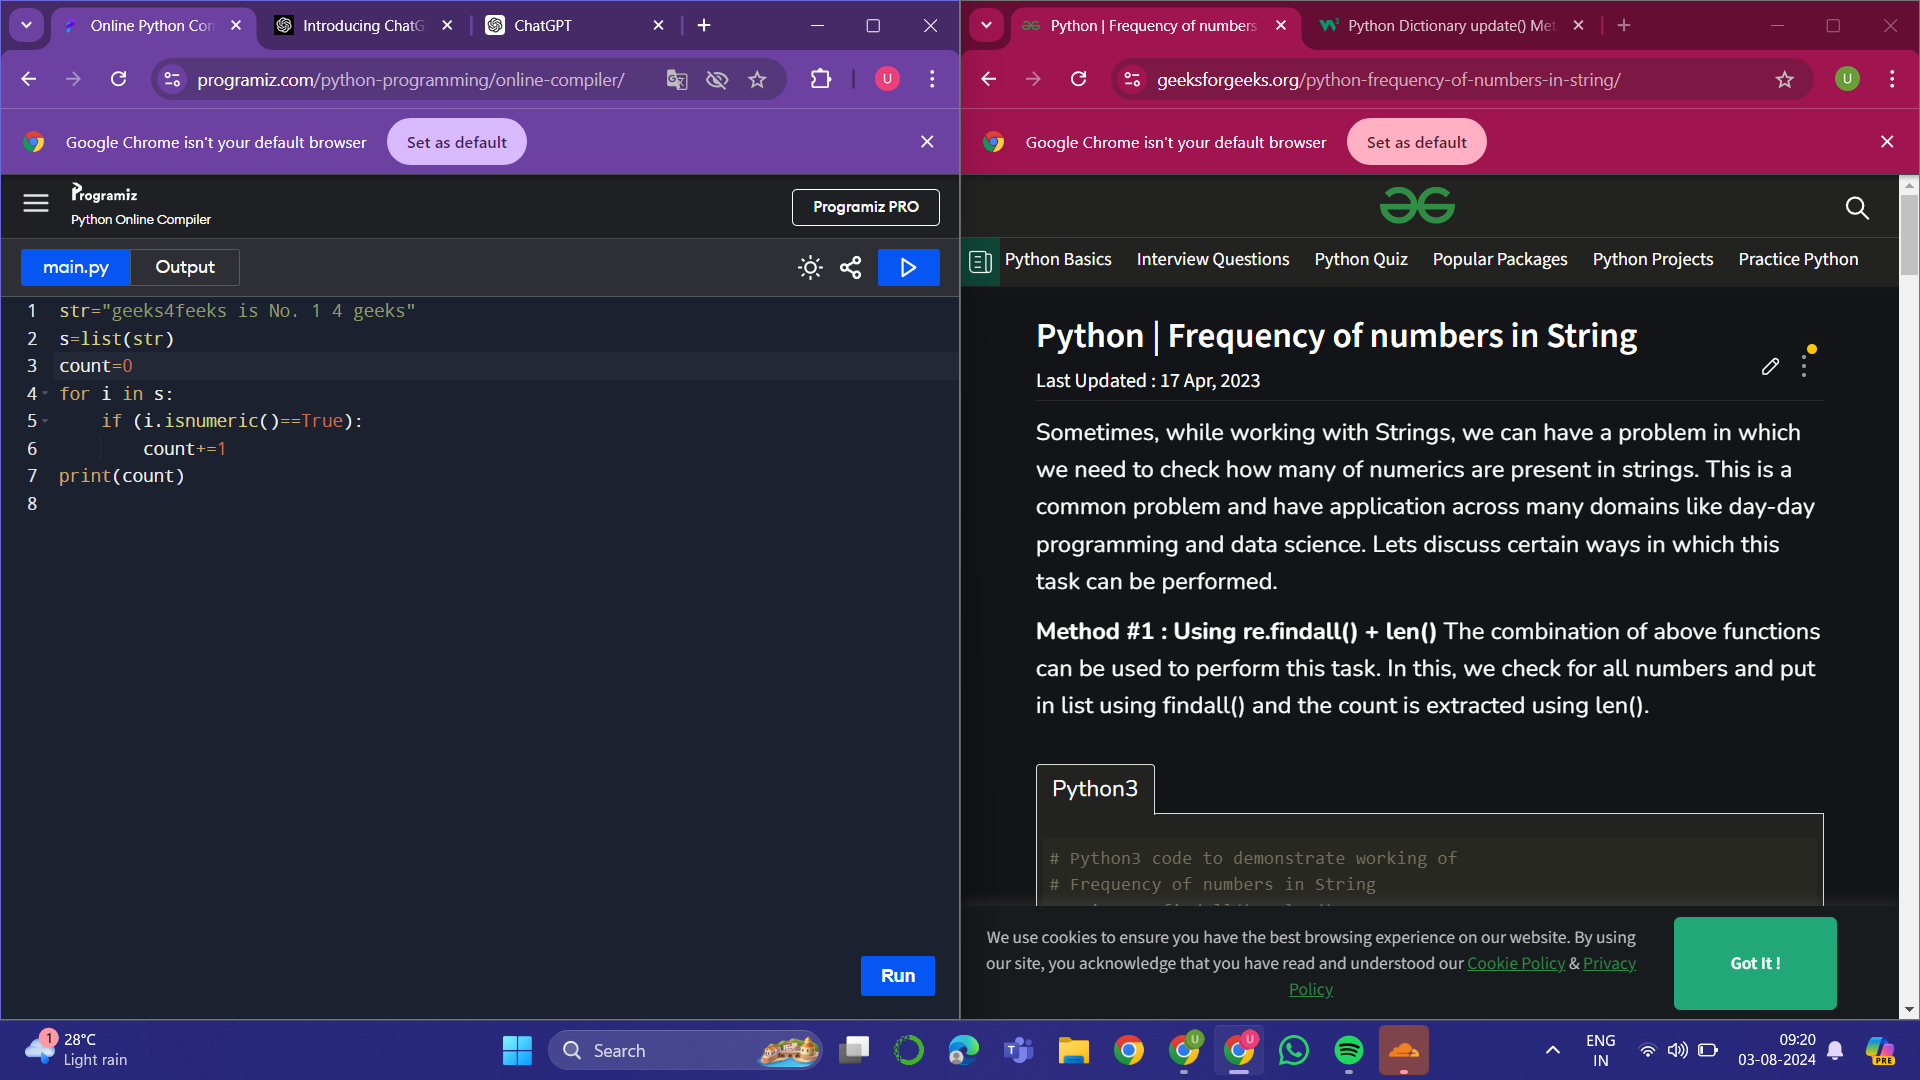 Online Python Con
Introducing ChatG
ChatGPT
programiz.com/python-programming/online-compiler/
U
Google Chrome isn't your default browser
Set as default
Programiz
Python Online Compiler
Programiz PRO
main.py
Output
1 str="geeks4feeks is No. 1 4 geeks"
2 s=list(str)
3 count=0
4 for i in s:
5 if (i.isnumeric()==True):
6 count+=1
7 print(count)
8
Run
Python | Frequency of numbers
Python Dictionary update() Met
geeksforgeeks.org/python-frequency-of-numbers-in-string/
U
Google Chrome isn't your default browser
Set as default
Python Basics
Interview Questions
Python Quiz
Popular Packages
Python Projects
Practice Python
Python | Frequency of numbers in String
Last Updated : 17 Apr, 2023
Sometimes, while working with Strings, we can have a problem in which
we need to check how many of numerics are present in strings. This is a
common problem and have application across many domains like day-day
programming and data science. Lets discuss certain ways in which this
task can be performed.
Method #1 : Using re.findall() + len() The combination of above functions
can be used to perform this task. In this, we check for all numbers and put
in list using findall() and the count is extracted using len().
Python3
# Python3 code to demonstrate working of
# Frequency of numbers in String
We use cookies to ensure you have the best browsing experience on our website. By using
our site, you acknowledge that you have read and understood our Cookie Policy & Privacy
Policy
Got It !
1
28°C
Light rain
Search
U
U
ENG
IN
09:20
03-08-2024
PRE